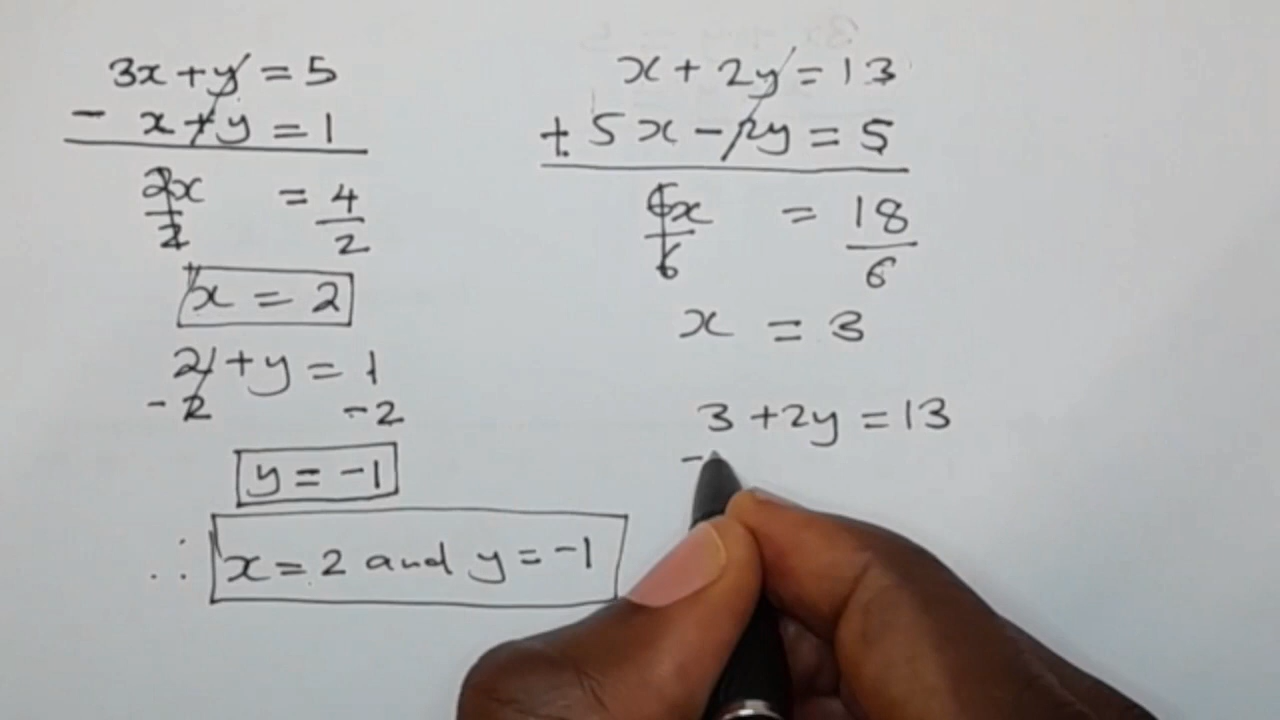 3x + y = 5
- x + y = 1
2x = 4
2 2
x = 2
2 + y = 1
-2 -2
y = -1
∴ x = 2 and y = -1
x + 2y = 13
+ 5x - 2y = 5
6x = 18
6 6
x = 3
3 + 2y = 13
-